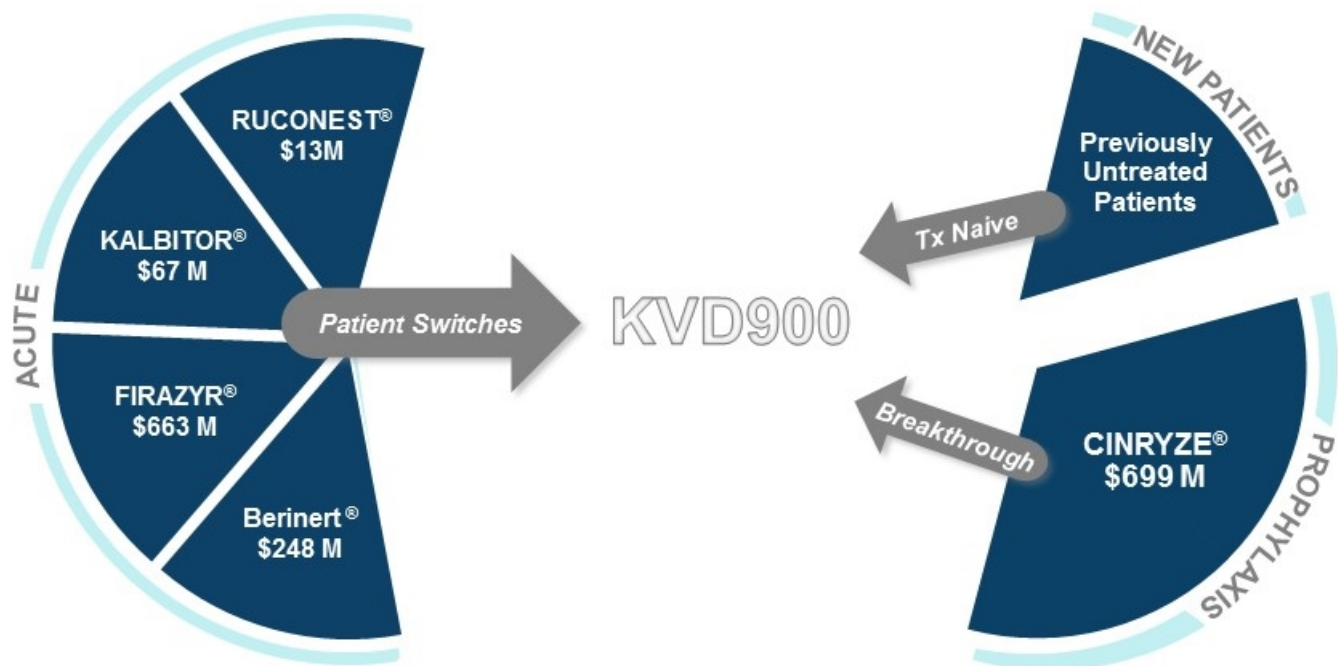 ACUTE
RUCONEST®
$13M
KALBITOR®
$67 M
FIRAZYR®
$663 M
Berinert®
$248 M
Patient Switches
KVD900
NEW PATIENTS
Previously
Untreated
Patients
Tx Naive
Breakthrough
CINRYZE®
$699 M
PROPHYLAXIS